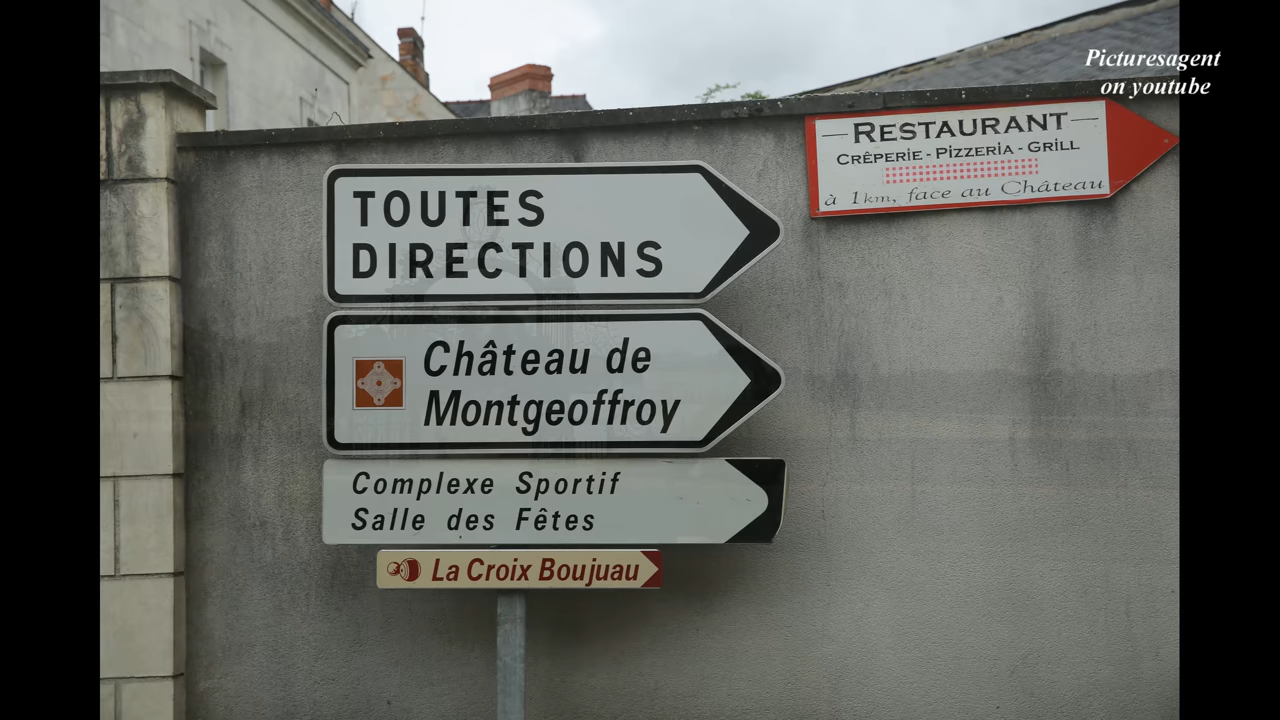 Picturesagent
on youtube
RESTAURANT
CRÊPERIE - PIZZERIA - GRILL
à 1km, face au Château
TOUTES
DIRECTIONS
Château de
Montgeoffroy
Complexe Sportif
Salle des Fêtes
La Croix Boujuau